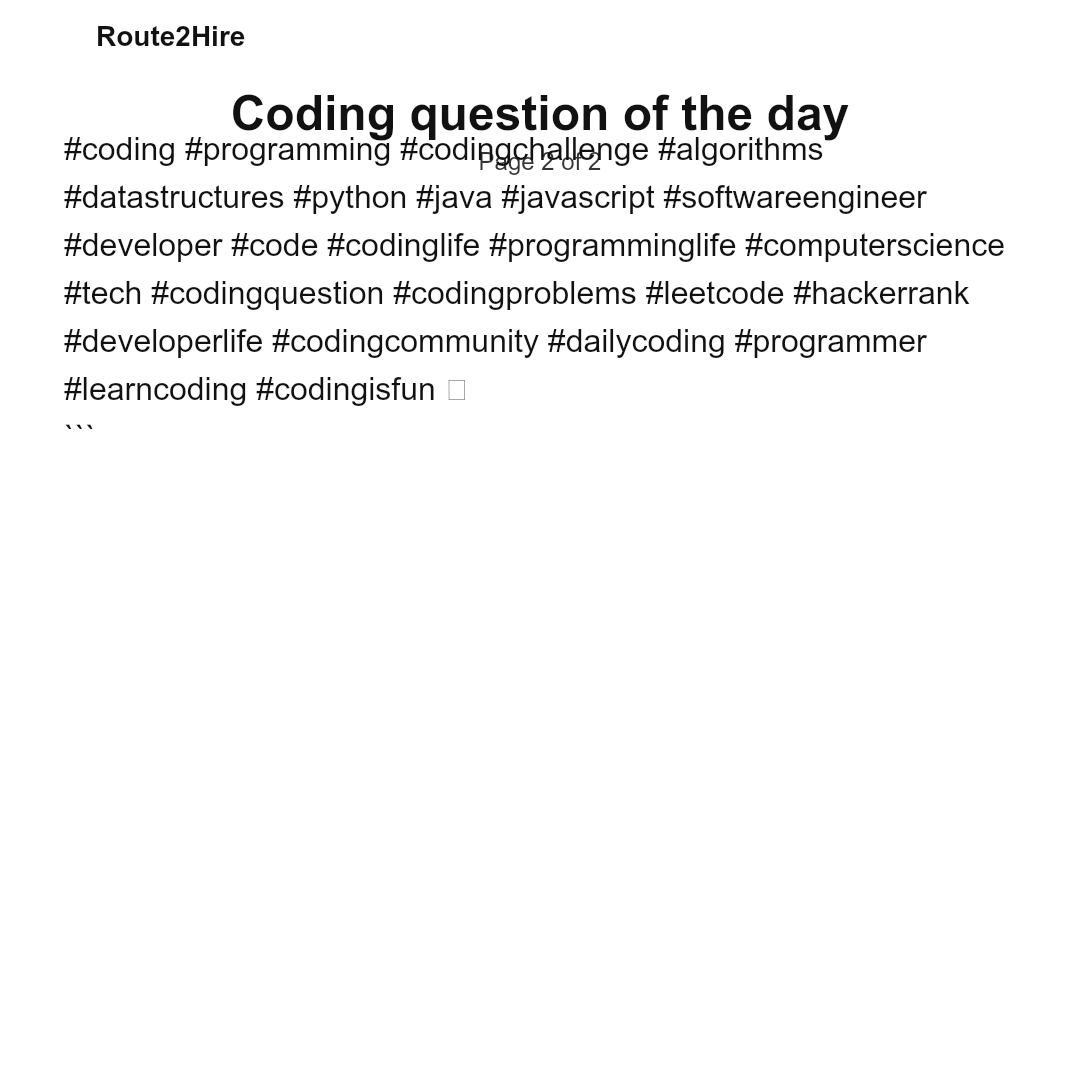 Route2Hire
Coding question of the day
#coding #programming #codingchallenge #algorithms
Page 2 of 2
#datastructures #python #java #javascript #softwareengineer
#developer #code #codinglife #programminglife #computerscience
#tech #codingquestion #codingproblems #leetcode #hackerrank
#developerlife #codingcommunity #dailycoding #programmer
#learncoding #codingisfun
```